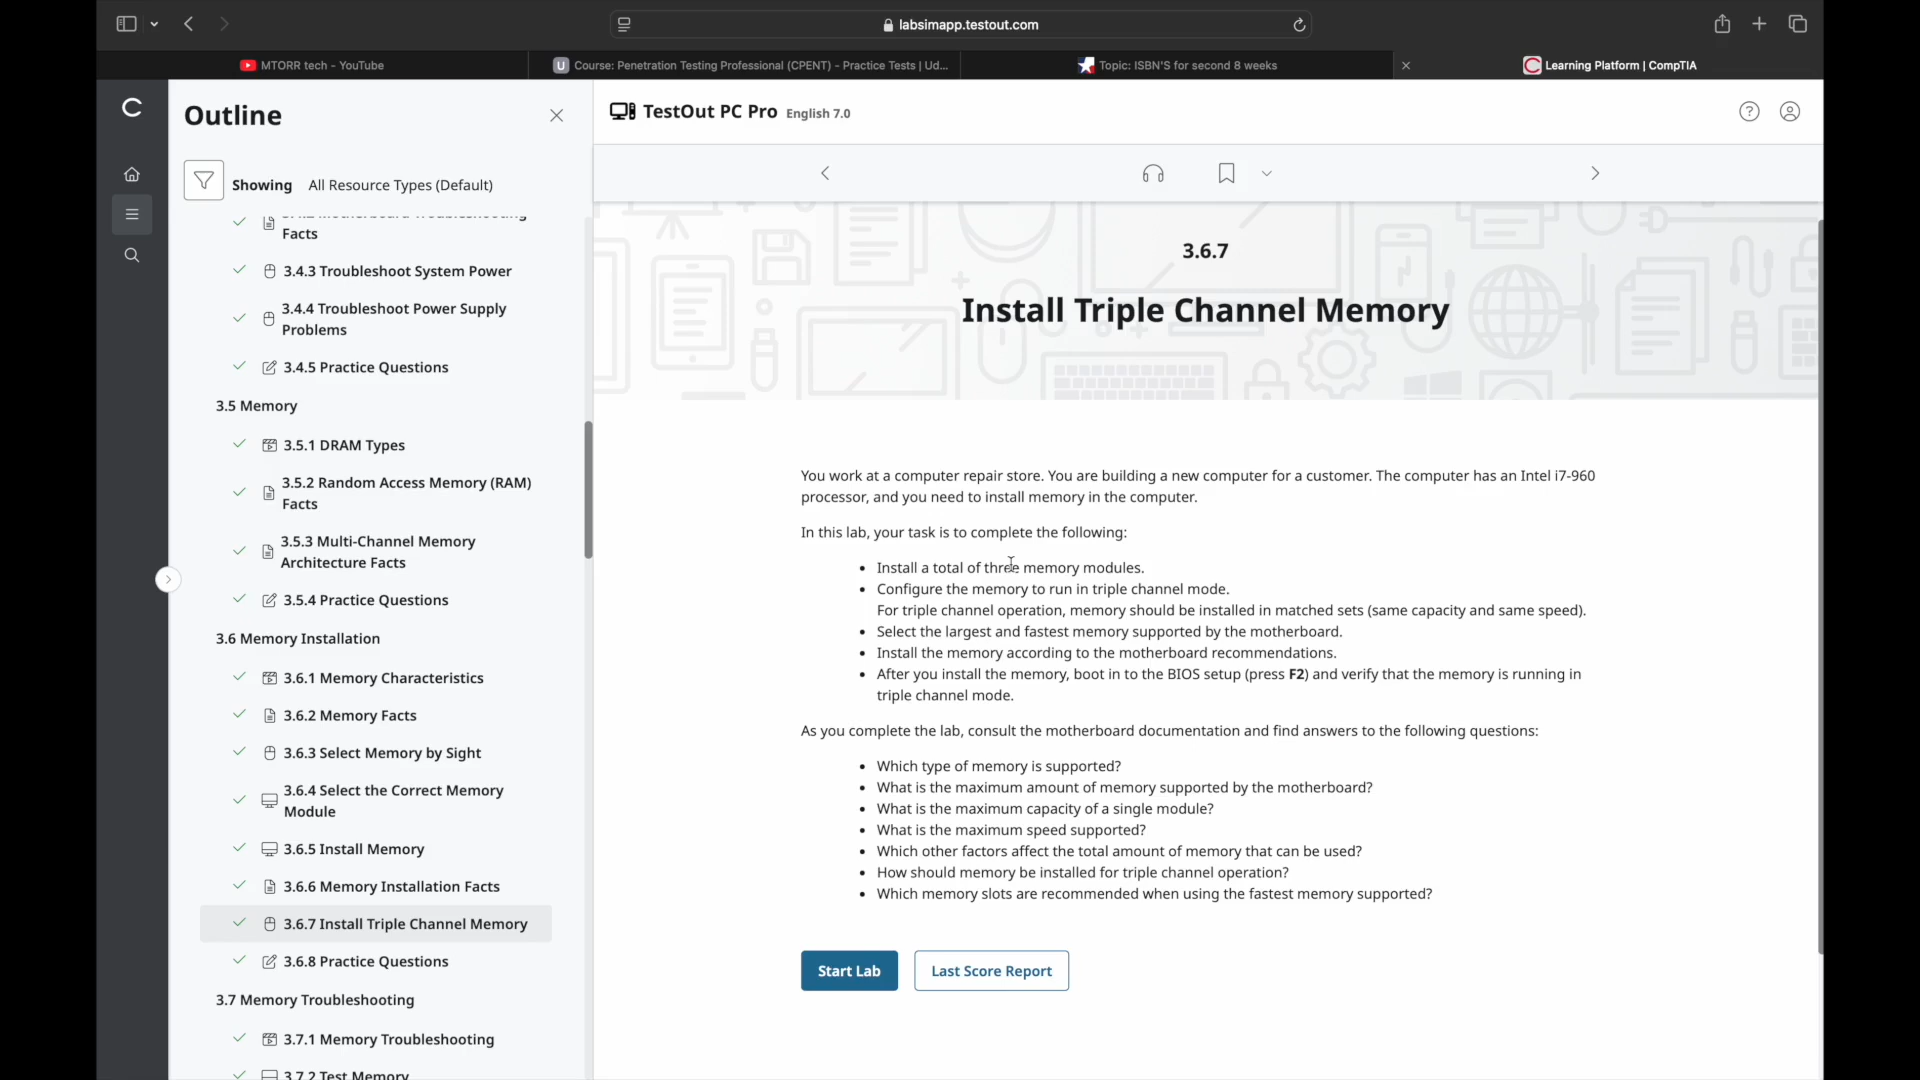 labsimapp.testout.com
MTORR tech - YouTube
Course: Penetration Testing Professional (CPENT) - Practice Tests | Ud...
Topic: ISBN'S for second 8 weeks
Learning Platform | CompTIA
Outline
Showing All Resource Types (Default)
Facts
3.4.3 Troubleshoot System Power
3.4.4 Troubleshoot Power Supply
Problems
3.4.5 Practice Questions
3.5 Memory
3.5.1 DRAM Types
3.5.2 Random Access Memory (RAM)
Facts
3.5.3 Multi-Channel Memory
Architecture Facts
3.5.4 Practice Questions
3.6 Memory Installation
3.6.1 Memory Characteristics
3.6.2 Memory Facts
3.6.3 Select Memory by Sight
3.6.4 Select the Correct Memory
Module
3.6.5 Install Memory
3.6.6 Memory Installation Facts
3.6.7 Install Triple Channel Memory
3.6.8 Practice Questions
3.7 Memory Troubleshooting
3.7.1 Memory Troubleshooting
3.7.2 Test Memory
TestOut PC Pro English 7.0
3.6.7
Install Triple Channel Memory
You work at a computer repair store. You are building a new computer for a customer. The computer has an Intel i7-960
processor, and you need to install memory in the computer.
In this lab, your task is to complete the following:
• Install a total of three memory modules.
• Configure the memory to run in triple channel mode.
For triple channel operation, memory should be installed in matched sets (same capacity and same speed).
• Select the largest and fastest memory supported by the motherboard.
• Install the memory according to the motherboard recommendations.
• After you install the memory, boot in to the BIOS setup (press F2) and verify that the memory is running in
triple channel mode.
As you complete the lab, consult the motherboard documentation and find answers to the following questions:
• Which type of memory is supported?
• What is the maximum amount of memory supported by the motherboard?
• What is the maximum capacity of a single module?
• What is the maximum speed supported?
• Which other factors affect the total amount of memory that can be used?
• How should memory be installed for triple channel operation?
• Which memory slots are recommended when using the fastest memory supported?
Start Lab
Last Score Report